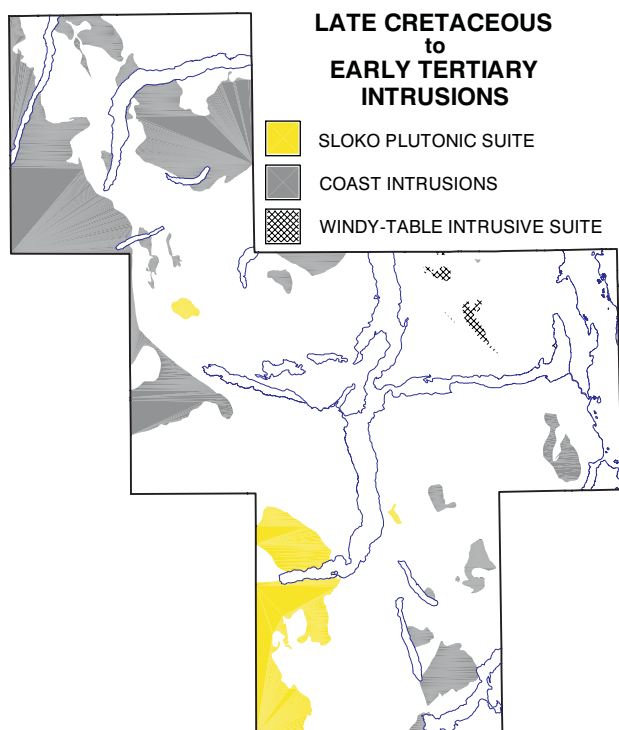 LATE CRETACEOUS
to
EARLY TERTIARY
INTRUSIONS
SLOKO PLUTONIC SUITE
COAST INTRUSIONS
WINDY-TABLE INTRUSIVE SUITE